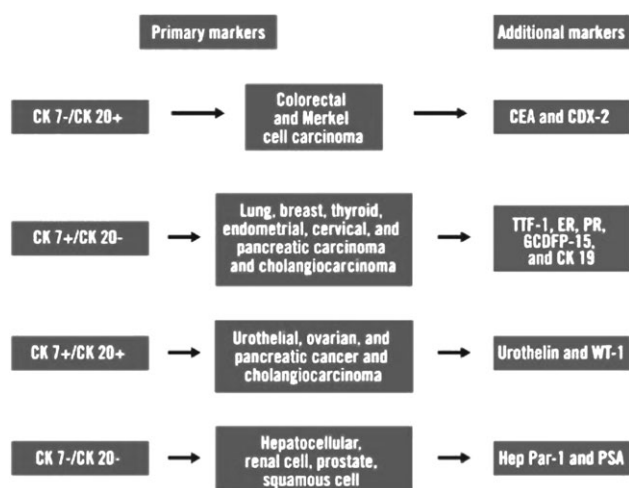 Primary markers
Additional markers
CK 7-/CK 20+
Colorectal
and Merkel
cell carcinoma
CEA and CDX-2
CK 7+/CK 20-
Lung, breast, thyroid,
endometrial, cervical, and
pancreatic carcinoma
and cholangiocarcinoma
TTF-1, ER, PR,
GCDFP-15,
and CK 19
CK 7+/CK 20+
Urothelial, ovarian, and
pancreatic cancer and
cholangiocarcinoma
Urothelin and WT-1
CK 7-/CK 20-
Hepatocellular,
renal cell, prostate,
squamous cell
Hep Par-1 and PSA